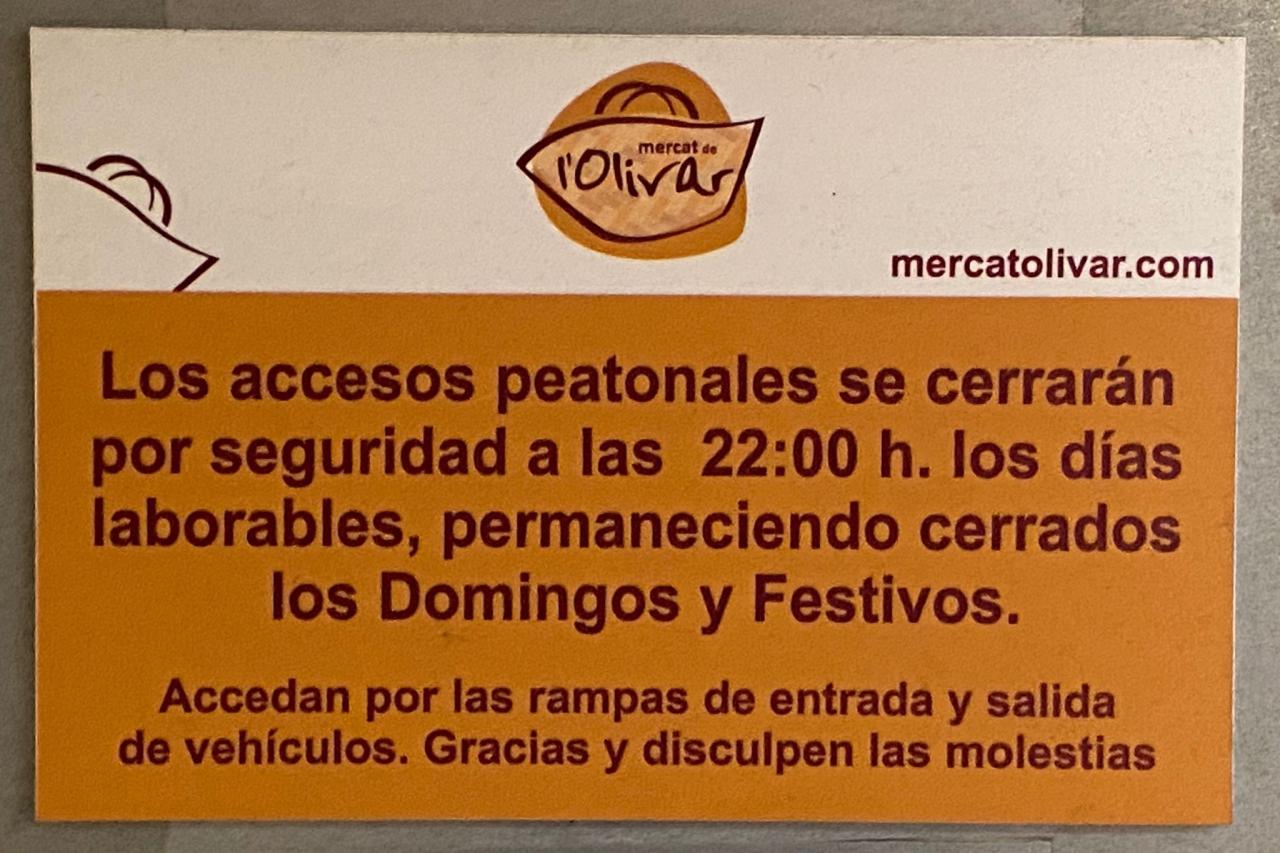 mercat de
l'Olivar
mercatolivar.com
Los accesos peatonales se cerrarán
por seguridad a las 22:00 h. los días
laborables, permaneciendo cerrados
los Domingos y Festivos.
Accedan por las rampas de entrada y salida
de vehículos. Gracias y disculpen las molestias